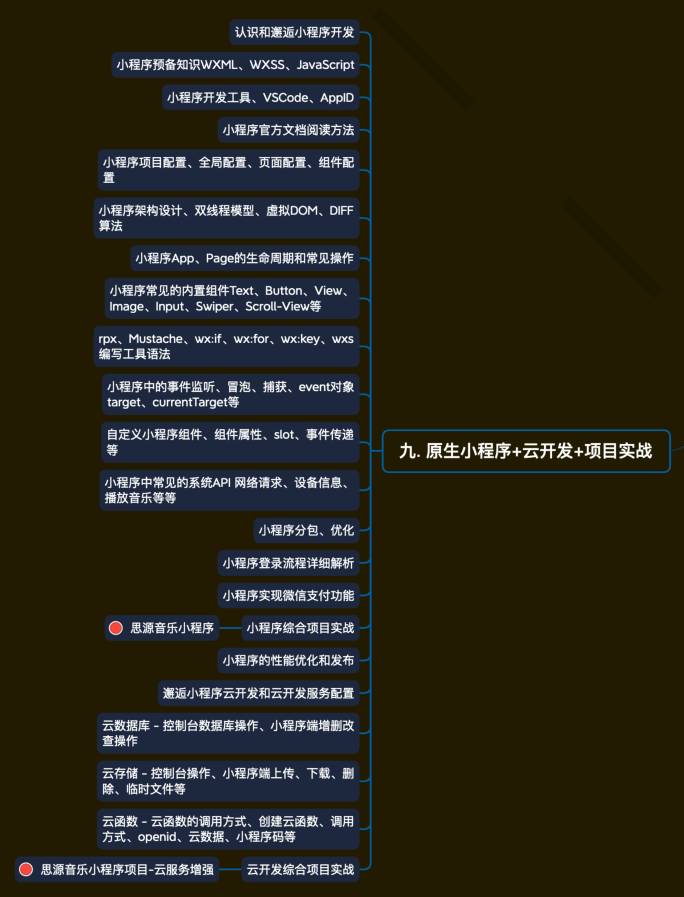 认识和邂逅小程序开发
小程序预备知识WXML、WXSS、JavaScript
小程序开发工具、VSCode、AppID
小程序官方文档阅读方法
小程序项目配置、全局配置、页面配置、组件配
置
小程序架构设计、双线程模型、虚拟DOM、DIFF
算法
小程序App、Page的生命周期和常见操作
小程序常见的内置组件Text、Button、View、
Image、Input、Swiper、Scroll-View等
rpx、Mustache、wx:if、wx:for、wx:key、wxs
编写工具语法
小程序中的事件监听、冒泡、捕获、event对象
target、currentTarget等
自定义小程序组件、组件属性、slot、事件传递
等
九. 原生小程序+云开发+项目实战
小程序中常见的系统API 网络请求、设备信息、
播放音乐等等
小程序分包、优化
小程序登录流程详细解析
小程序实现微信支付功能
思源音乐小程序
小程序综合项目实战
小程序的性能优化和发布
邂逅小程序云开发和云开发服务配置
云数据库 - 控制台数据库操作、小程序端增删改
查操作
云存储 - 控制台操作、小程序端上传、下载、删
除、临时文件等
云函数 - 云函数的调用方式、创建云函数、调用
方式、openid、云数据、小程序码等
思源音乐小程序项目-云服务增强
云开发综合项目实战